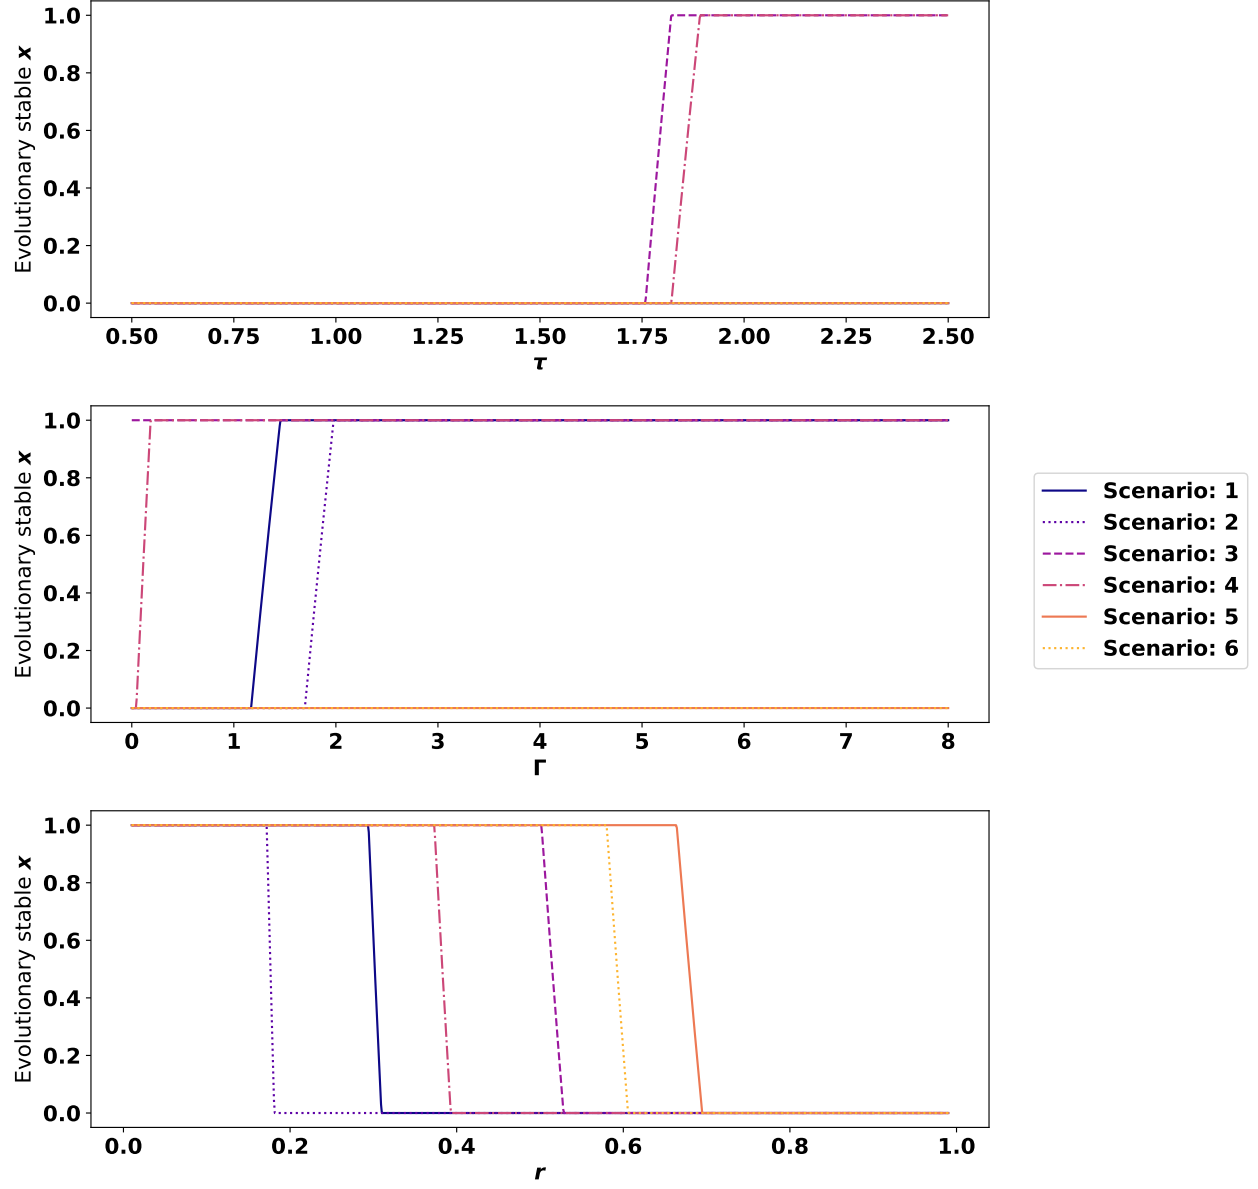 Evolutionary stable x
1.0
0.8
0.6
0.4
0.2
0.0
0.50 0.75 1.00 1.25 1.50 1.75 2.00 2.25 2.50
τ
Evolutionary stable x
1.0
0.8
0.6
0.4
0.2
0.0
0 1 2 3 4 5 6 7 8
Γ
Scenario: 1
Scenario: 2
Scenario: 3
Scenario: 4
Scenario: 5
Scenario: 6
Evolutionary stable x
1.0
0.8
0.6
0.4
0.2
0.0
0.0 0.2 0.4 0.6 0.8 1.0
r